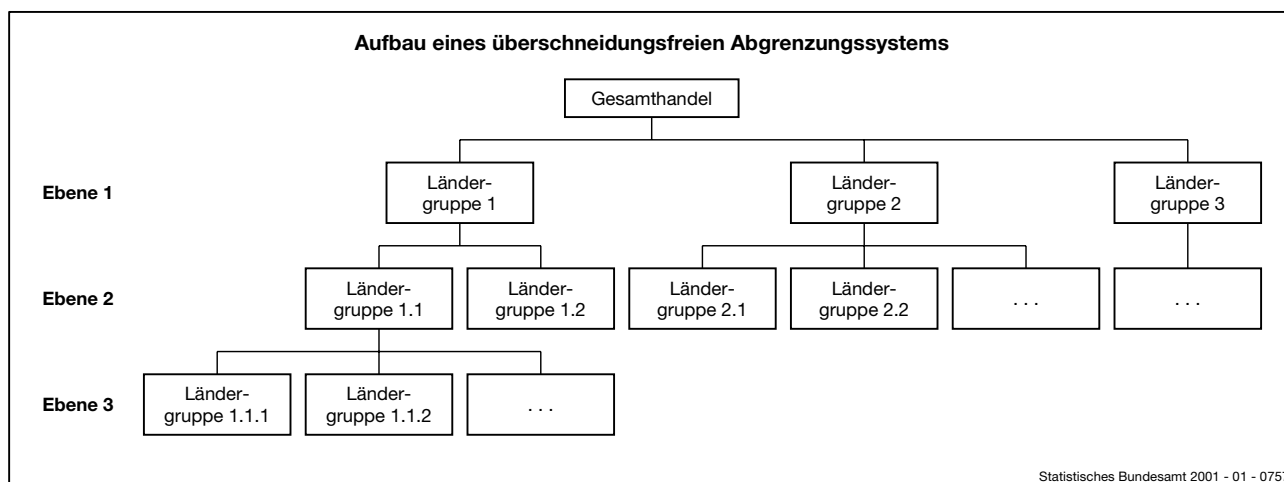 Aufbau eines überschneidungsfreien Abgrenzungssystems
Gesamthandel
Ebene 1
Länder-
gruppe 1
Länder-
gruppe 2
Länder-
gruppe 3
Ebene 2
Länder-
gruppe 1.1
Länder-
gruppe 1.2
Länder-
gruppe 2.1
Länder-
gruppe 2.2
. . .
. . .
Ebene 3
Länder-
gruppe 1.1.1
Länder-
gruppe 1.1.2
. . .
Statistisches Bundesamt 2001 - 01 - 0757